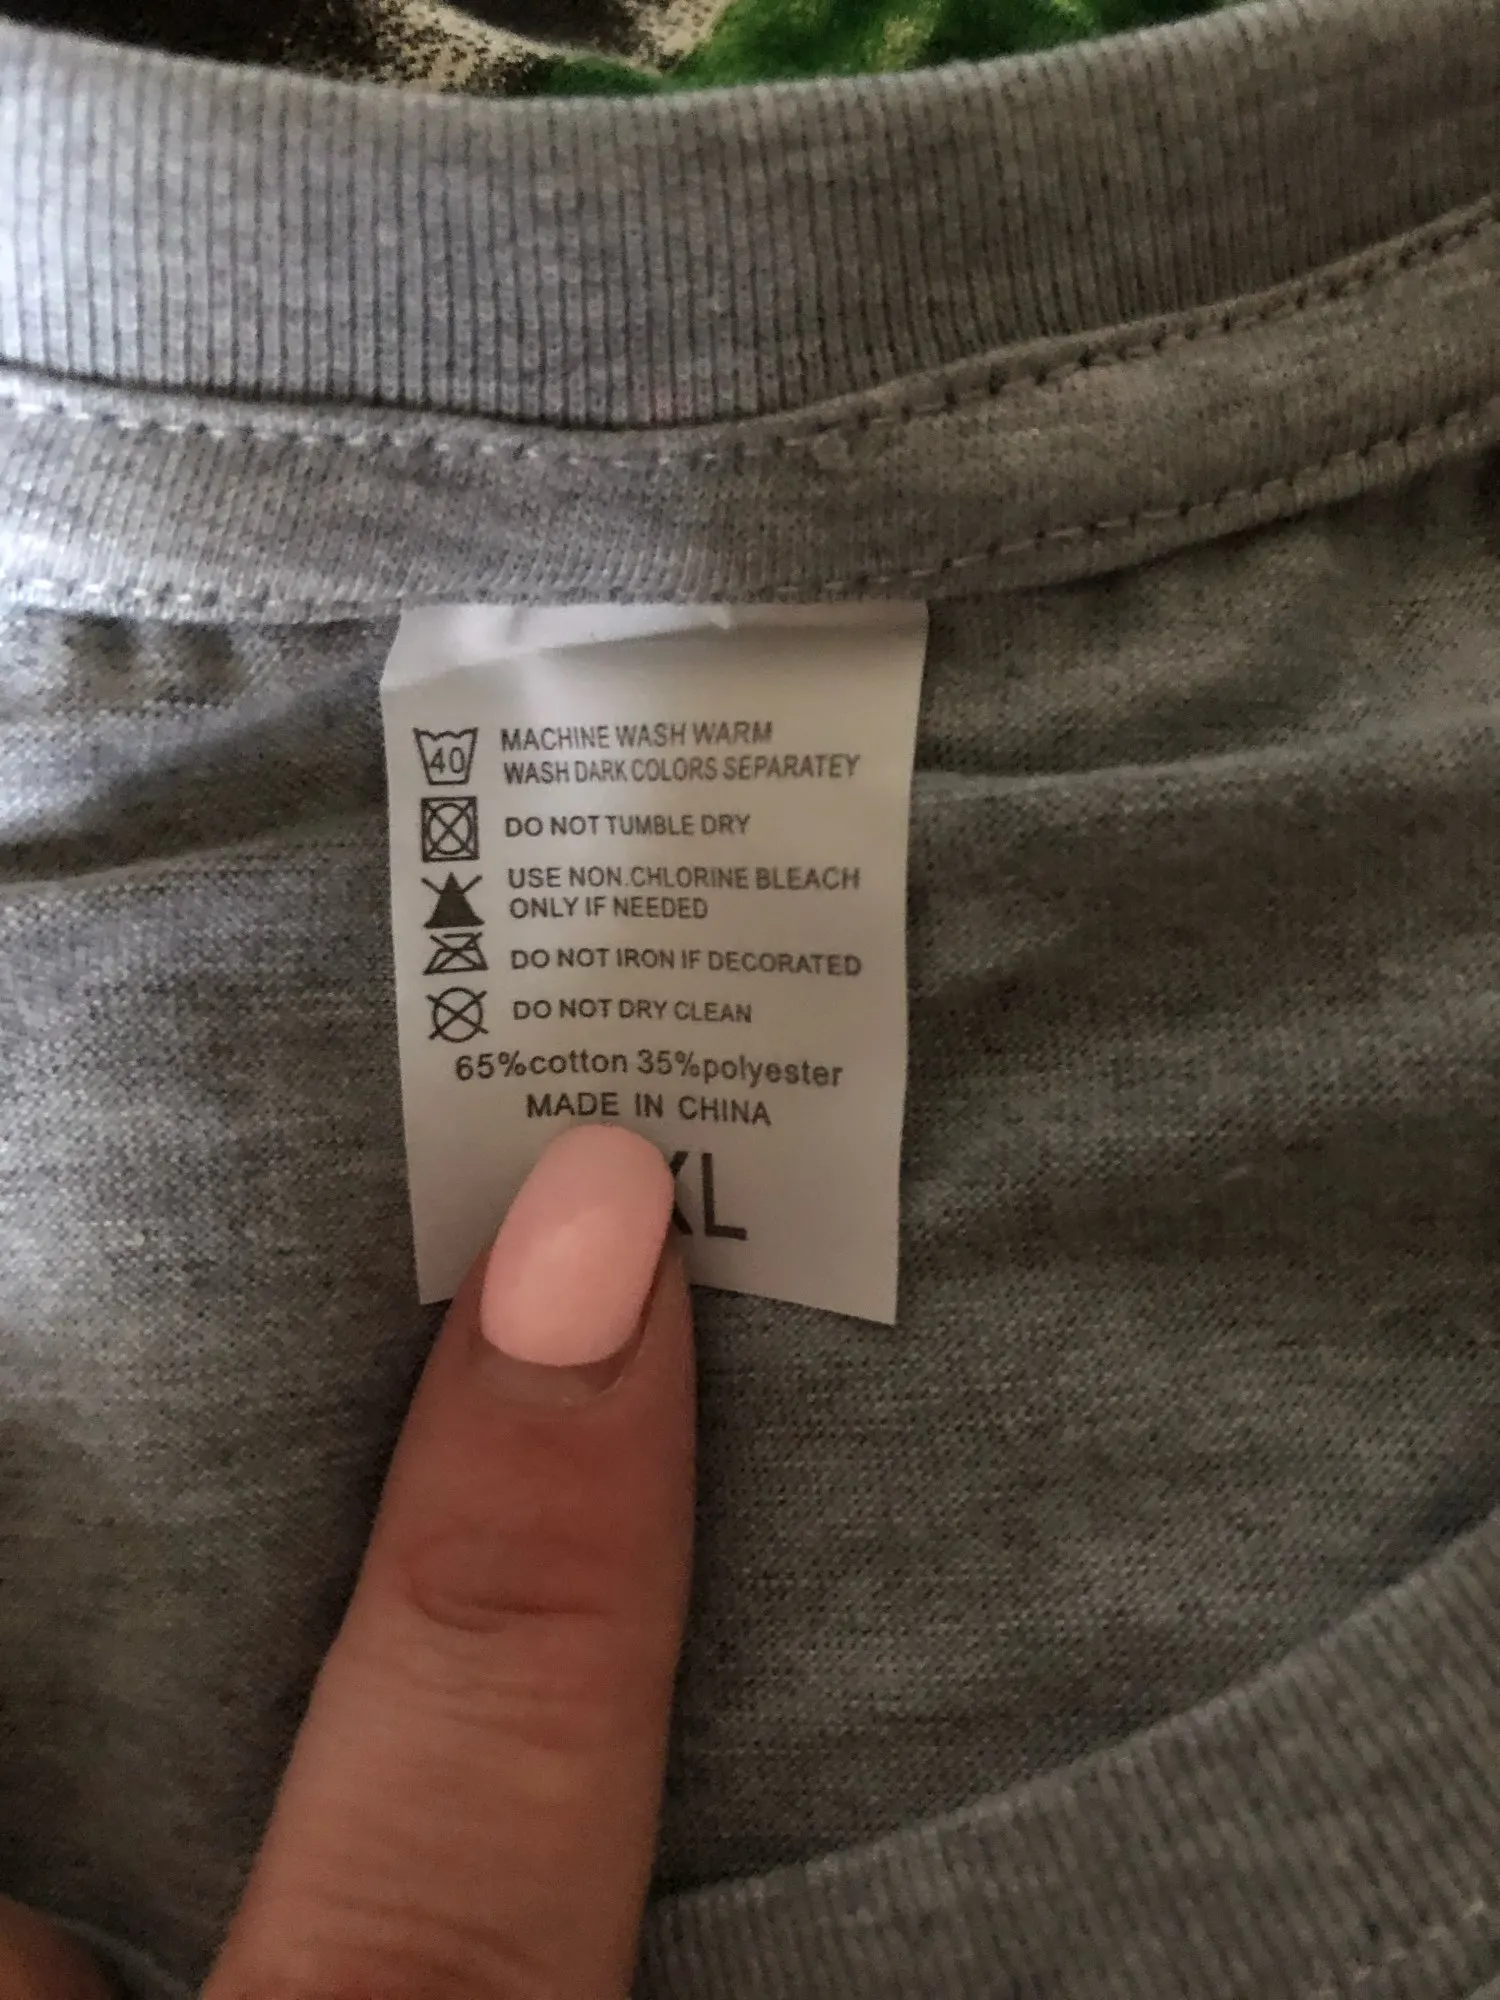 40 MACHINE WASH WARM
WASH DARK COLORS SEPARATEY
DO NOT TUMBLE DRY
USE NON.CHLORINE BLEACH
ONLY IF NEEDED
DO NOT IRON IF DECORATED
DO NOT DRY CLEAN
65%cotton 35%polyester
MADE IN CHINA
XL